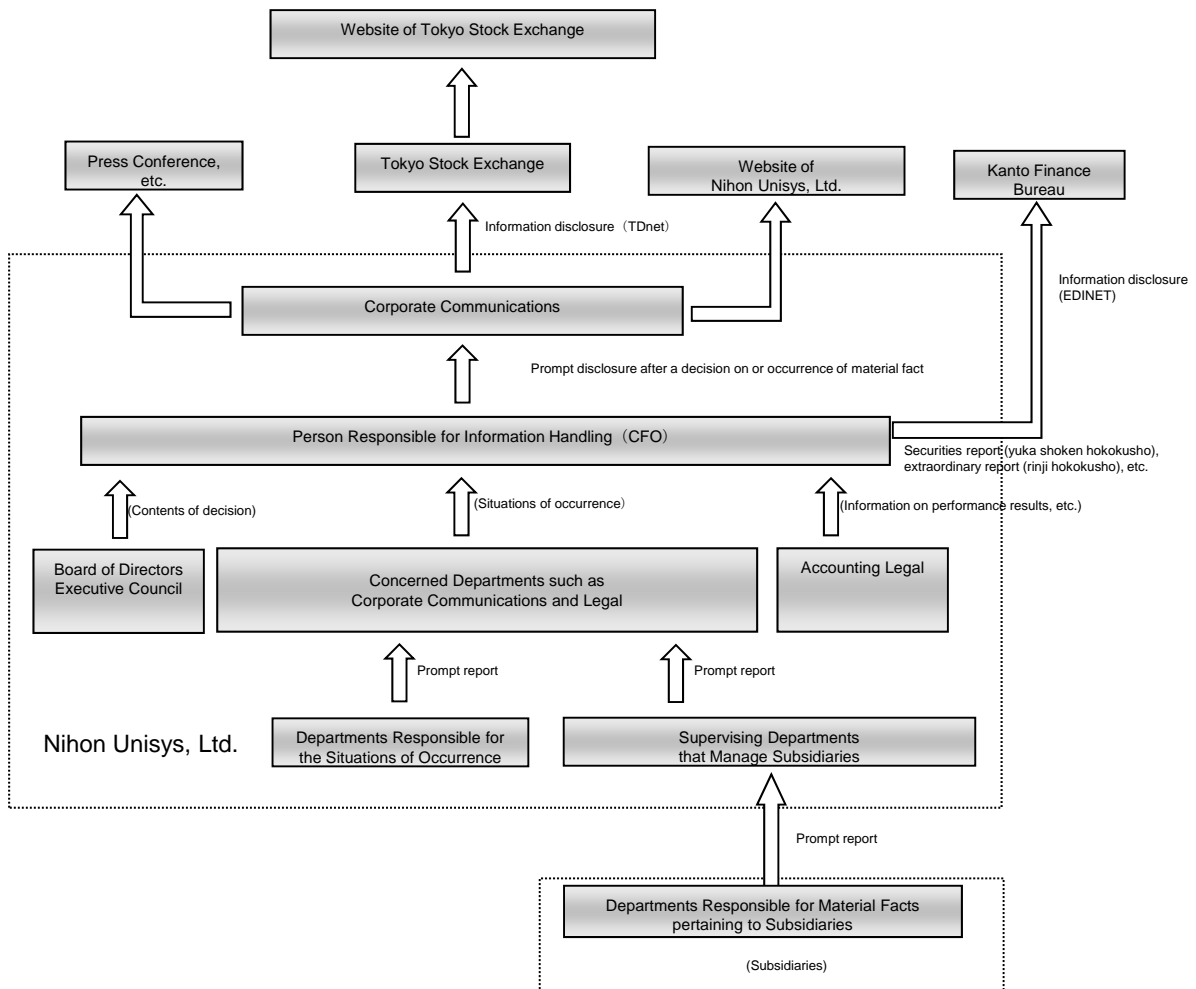 Website of Tokyo Stock Exchange
Press Conference,
etc.
Tokyo Stock Exchange
Website of
Nihon Unisys, Ltd.
Kanto Finance
Bureau
Information disclosure（TDnet）
Information disclosure
(EDINET)
Corporate Communications
Prompt disclosure after a decision on or occurrence of material fact
Person Responsible for Information Handling（CFO）
Securities report (yuka shoken hokokusho),
extraordinary report (rinji hokokusho), etc.
(Contents of decision)
(Situations of occurrence）
(Information on performance results, etc.)
Board of Directors
Executive Council
Concerned Departments such as
Corporate Communications and Legal
Accounting Legal
Prompt report
Prompt report
Nihon Unisys, Ltd.
Departments Responsible for
the Situations of Occurrence
Supervising Departments
that Manage Subsidiaries
Prompt report
Departments Responsible for Material Facts
pertaining to Subsidiaries
(Subsidiaries)